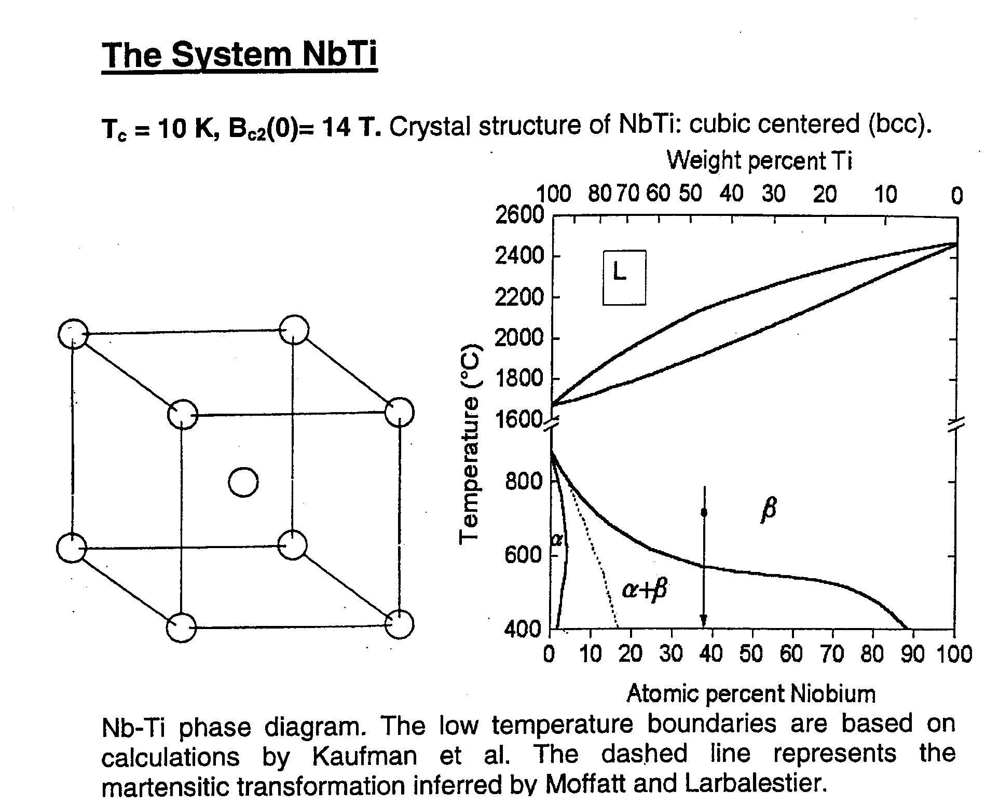 The System NbTi
Tc = 10 K, Bc2(0)= 14 T. Crystal structure of NbTi: cubic centered (bcc).
Weight percent Ti
100 80 70 60 50 40 30 20 10 0
2600
2400
L
2200
2000
1800
1600
Temperature (°C)
800
β
α
600
α+β
400
0 10 20 30 40 50 60 70 80 90 100
Atomic percent Niobium
Nb-Ti phase diagram. The low temperature boundaries are based on
calculations by Kaufman et al. The dashed line represents the
martensitic transformation inferred by Moffatt and Larbalestier.